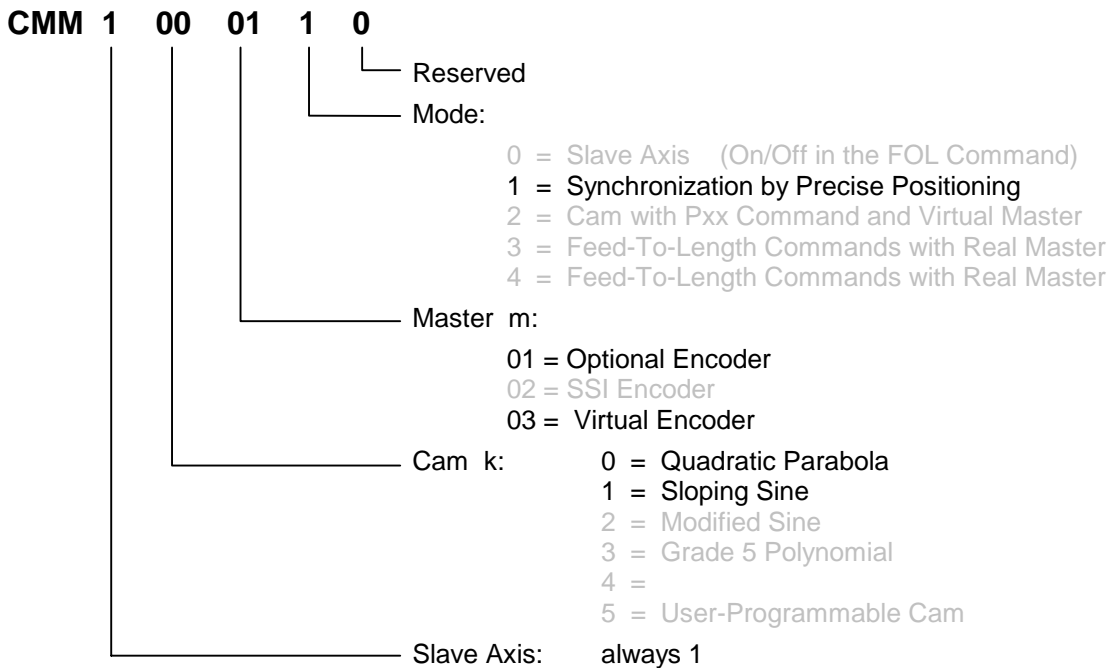 CMM 1 00 01 1 0
Reserved
Mode:
0 = Slave Axis (On/Off in the FOL Command)
1 = Synchronization by Precise Positioning
2 = Cam with Pxx Command and Virtual Master
3 = Feed-To-Length Commands with Real Master
4 = Feed-To-Length Commands with Real Master
Master m:
01 = Optional Encoder
02 = SSI Encoder
03 = Virtual Encoder
Cam k: 0 = Quadratic Parabola
1 = Sloping Sine
2 = Modified Sine
3 = Grade 5 Polynomial
4 =
5 = User-Programmable Cam
Slave Axis: always 1